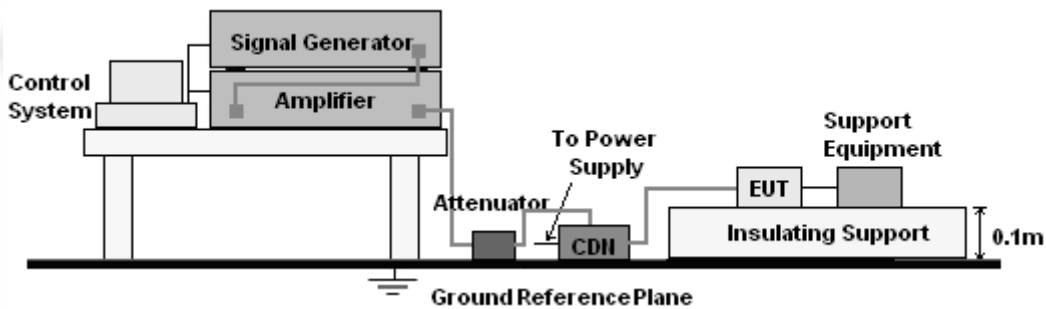 Signal Generator
Control
System
Amplifier
To Power
Supply
Support
Equipment
Attenuator
EUT
CDN
Insulating Support
0.1m
Ground Reference Plane